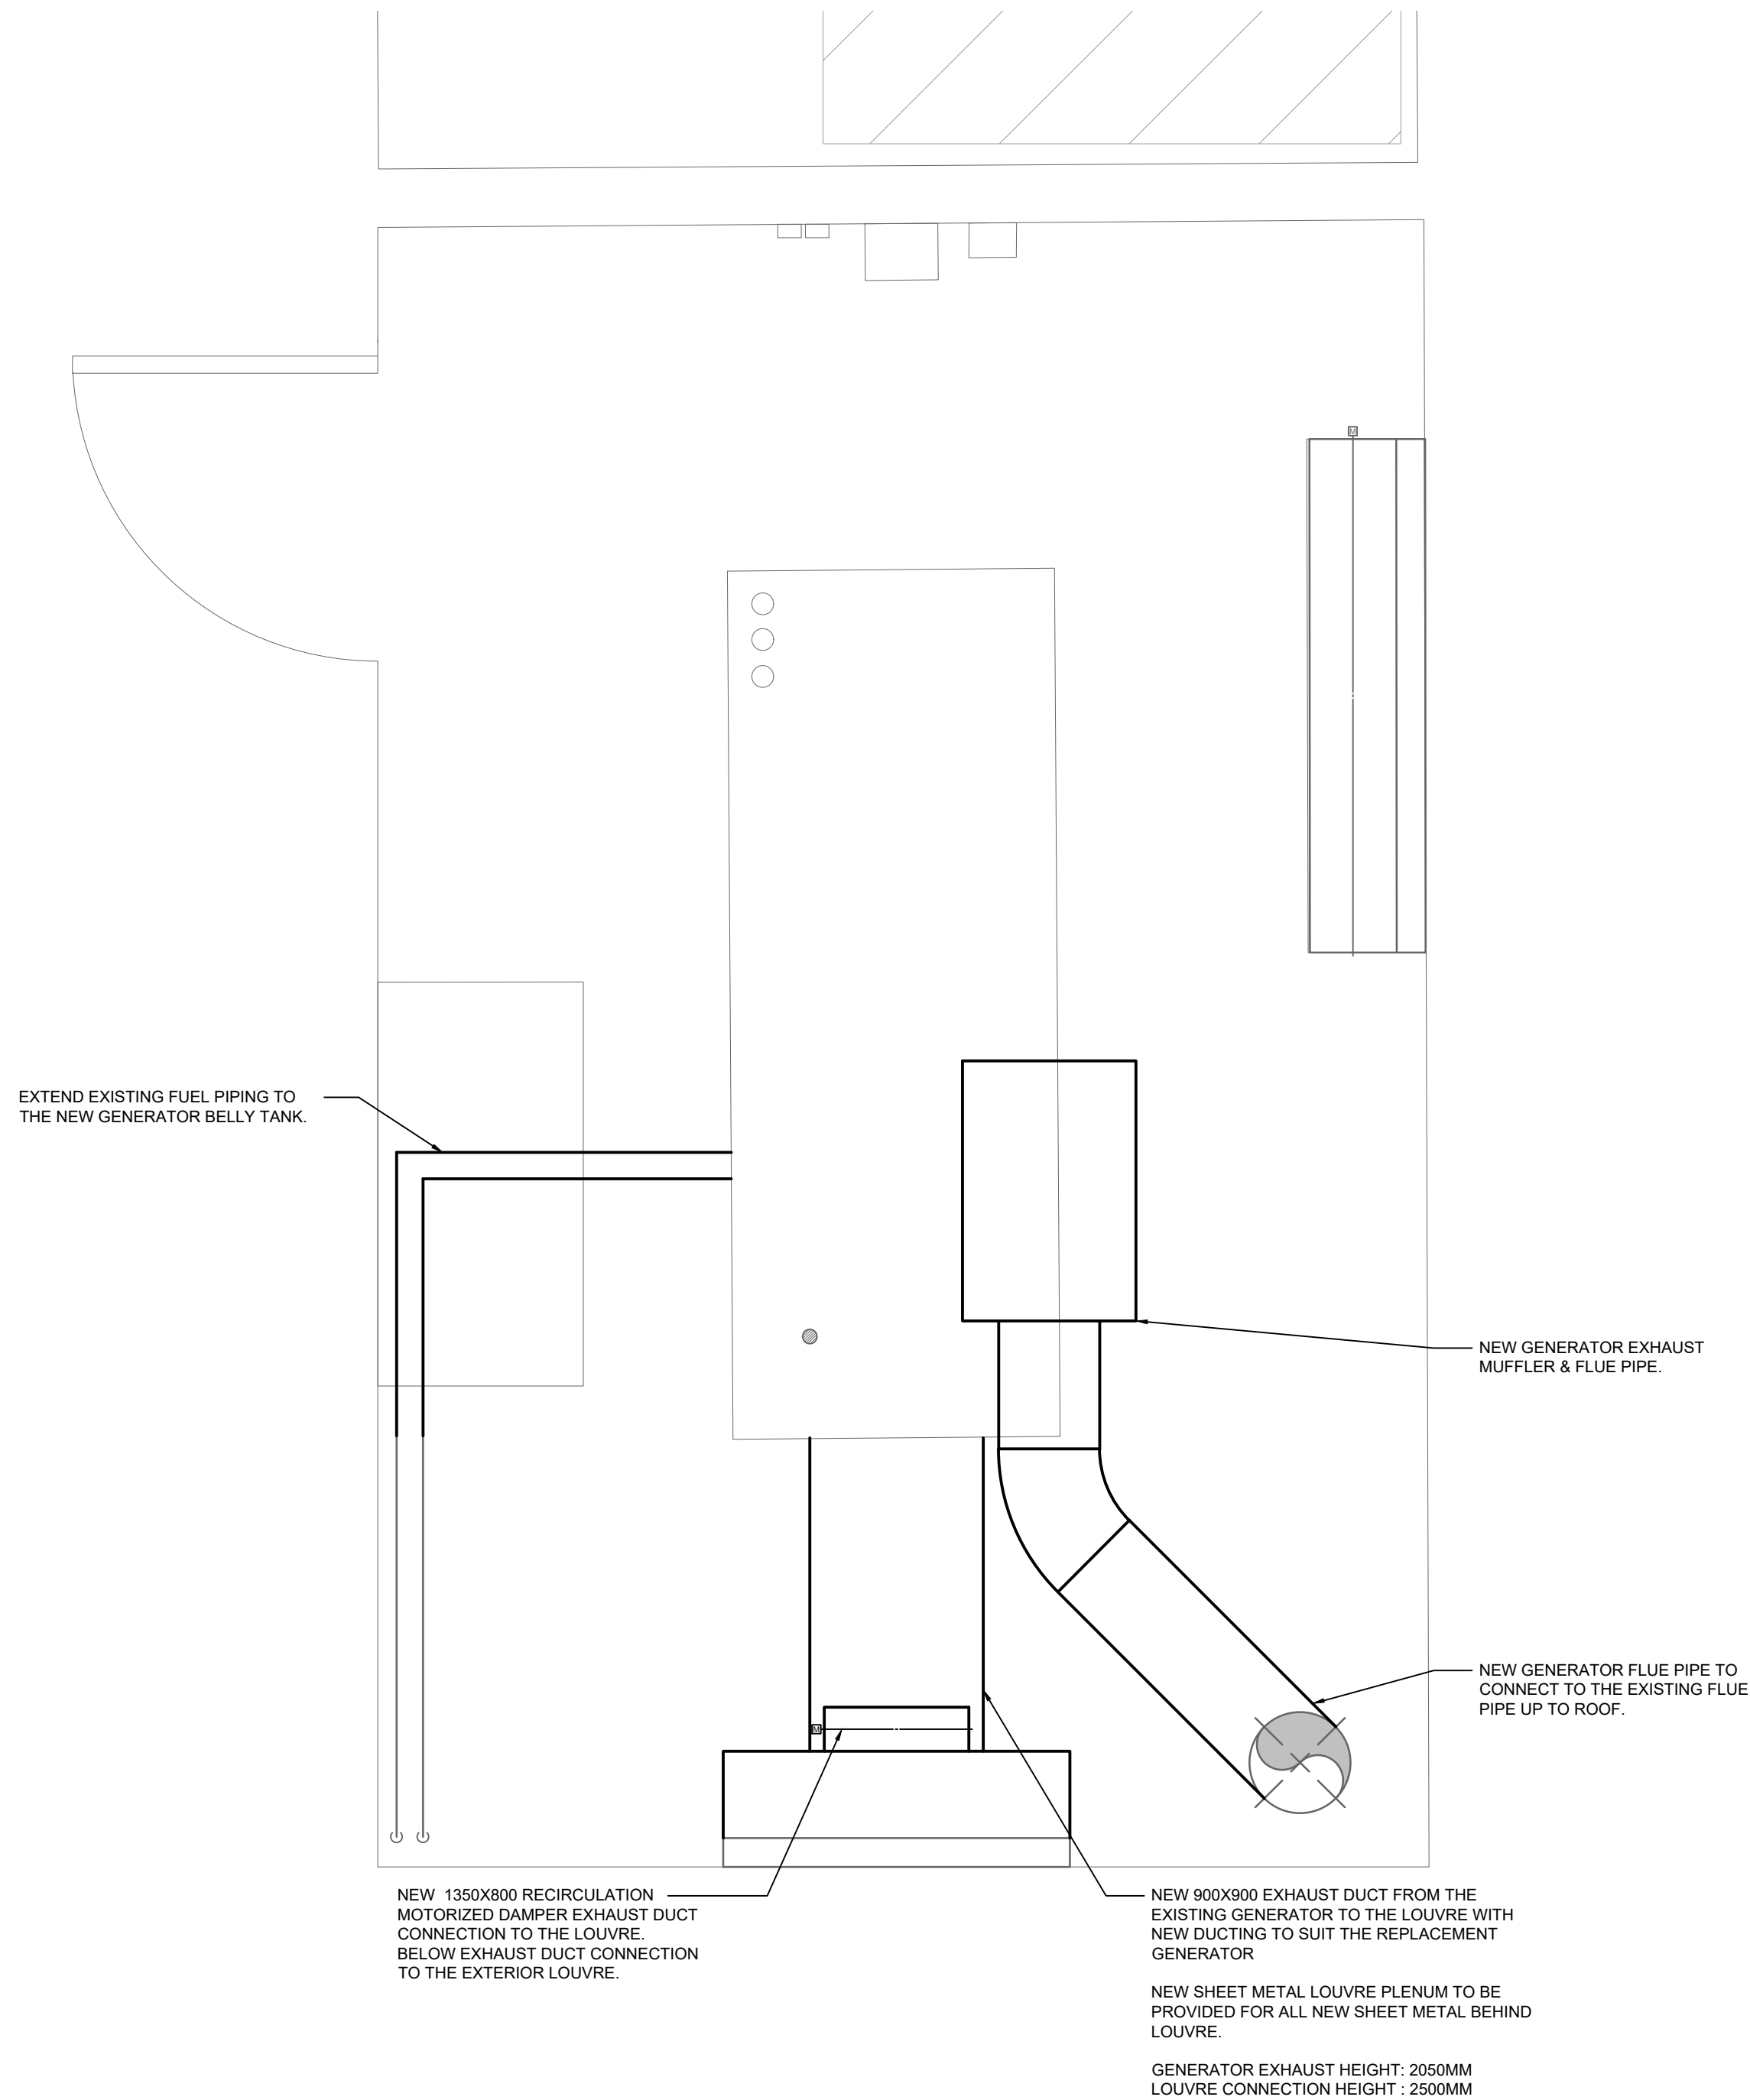 M
EXTEND EXISTING FUEL PIPING TO
THE NEW GENERATOR BELLY TANK.
NEW GENERATOR EXHAUST
MUFFLER & FLUE PIPE.
NEW GENERATOR FLUE PIPE TO
CONNECT TO THE EXISTING FLUE
PIPE UP TO ROOF.
M
NEW  1350X800 RECIRCULATION
MOTORIZED DAMPER EXHAUST DUCT
CONNECTION TO THE LOUVRE.
BELOW EXHAUST DUCT CONNECTION
TO THE EXTERIOR LOUVRE.
NEW 900X900 EXHAUST DUCT FROM THE
EXISTING GENERATOR TO THE LOUVRE WITH
NEW DUCTING TO SUIT THE REPLACEMENT
GENERATOR
NEW SHEET METAL LOUVRE PLENUM TO BE
PROVIDED FOR ALL NEW SHEET METAL BEHIND
LOUVRE.
GENERATOR EXHAUST HEIGHT: 2050MM
LOUVRE CONNECTION HEIGHT : 2500MM